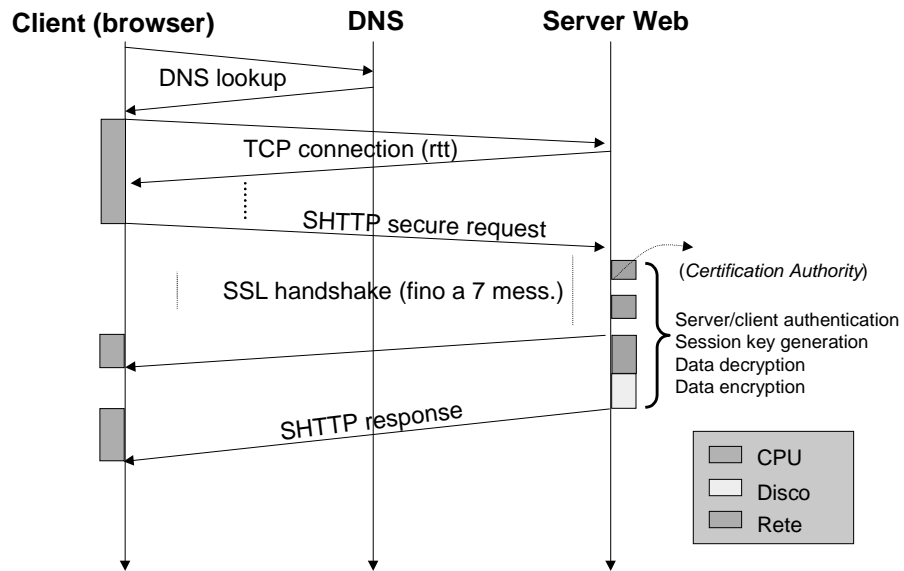 Client (browser)
DNS
Server Web
DNS lookup
TCP connection (rtt)
SHTTP secure request
(Certification Authority)
SSL handshake (fino a 7 mess.)
Server/client authentication
Session key generation
Data decryption
Data encryption
SHTTP response
CPU
Disco
Rete